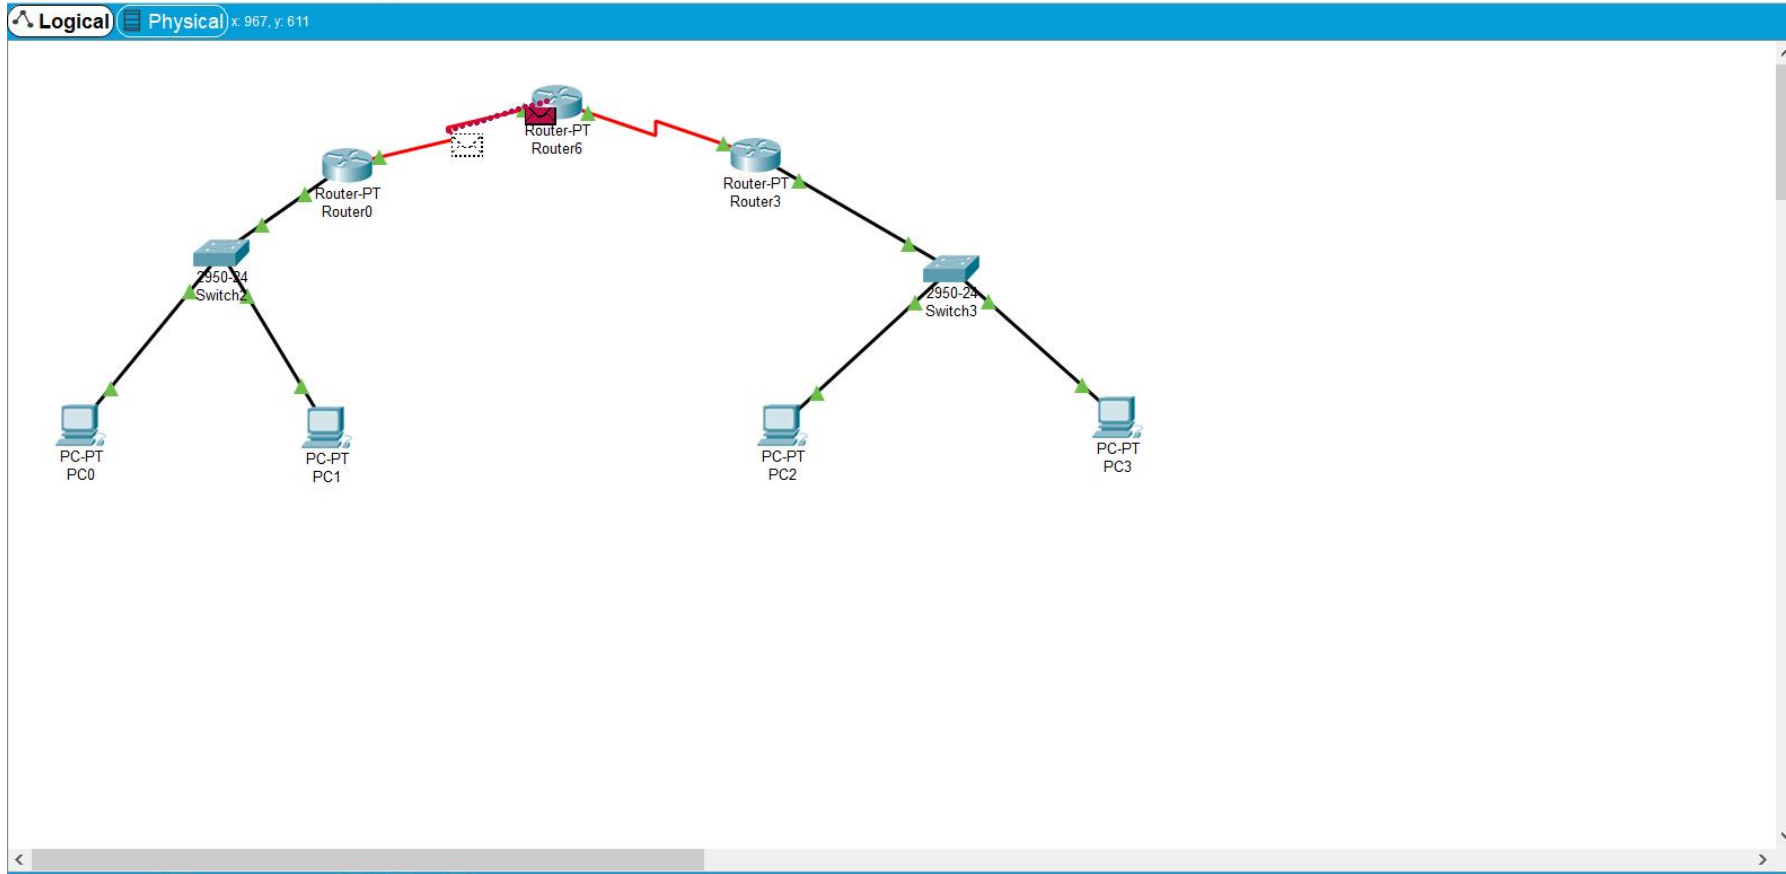 Logical Physical x: 967, y: 611
Router-PT
Router6
Router-PT
Router0
Router-PT
Router3
2950-24
Switch2
2950-24
Switch3
PC-PT
PC0
PC-PT
PC1
PC-PT
PC2
PC-PT
PC3